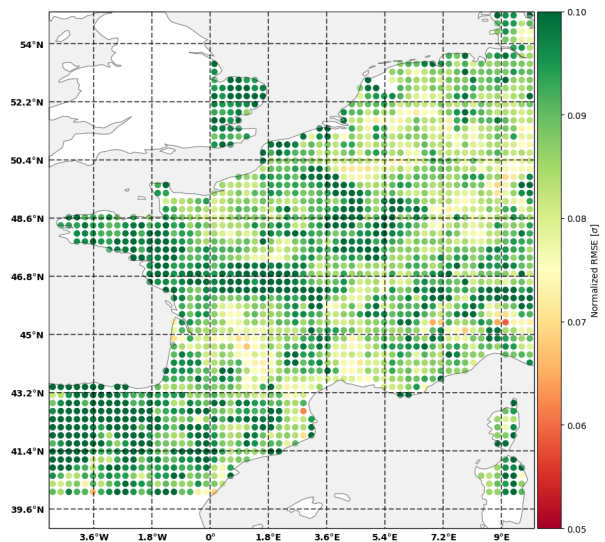 54°N
52.2°N
50.4°N
48.6°N
46.8°N
45°N
43.2°N
41.4°N
39.6°N
3.6°W 1.8°W 0° 1.8°E 3.6°E 5.4°E 7.2°E 9°E
0.10
0.09
0.08
0.07
0.06
0.05
Normalized RMSE [σ]